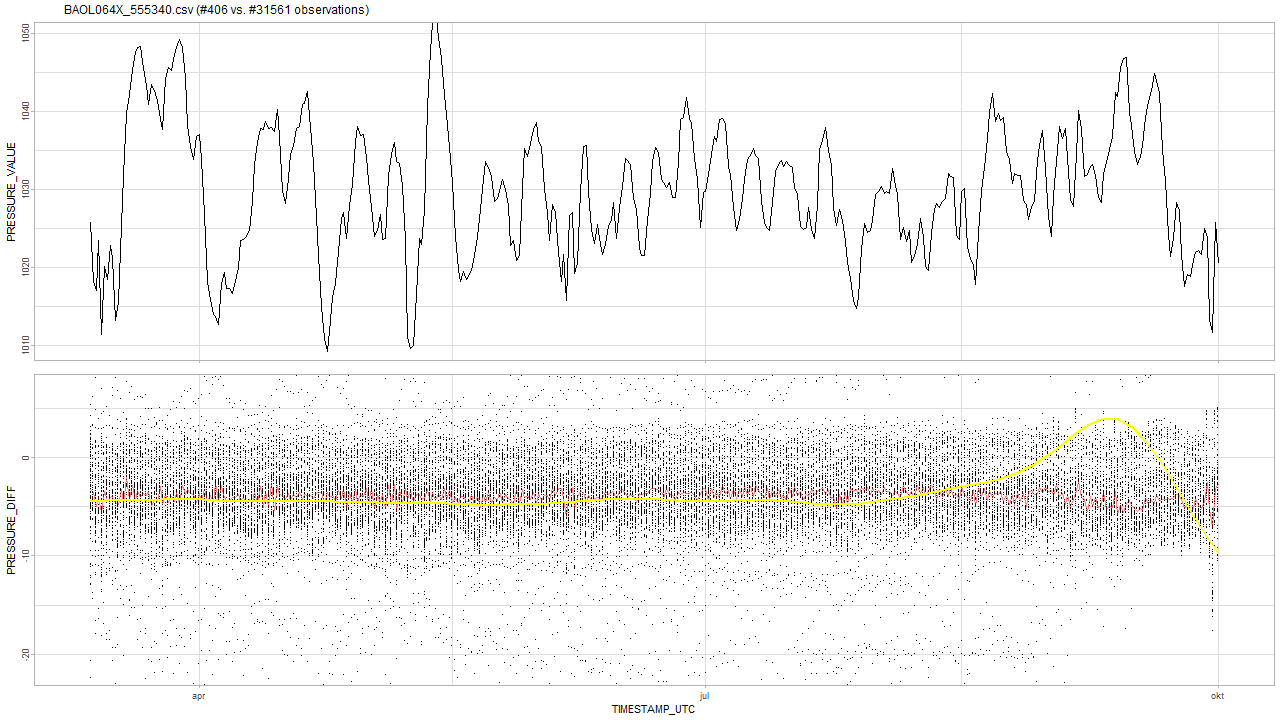 BAOL064X_555340.csv (#406 vs. #31561 observations)
PRESSURE_VALUE
1050
1040
1030
1020
1010
PRESSURE_DIFF
0
-10
-20
apr
jul
okt
TIMESTAMP_UTC